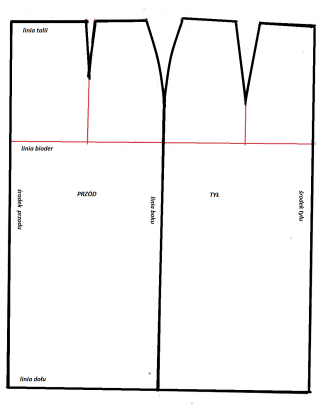 linia talii
linia bioder
środek przodu
PRZÓD
linia boku
TYŁ
środek tyłu
linia dołu